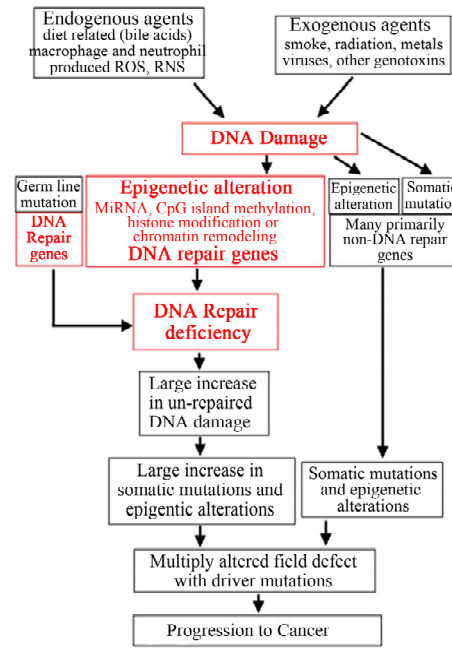 Endogenous agents
diet related (bile acids)
macrophage and neutrophil
produced ROS, RNS
Exogenous agents
smoke, radiation, metals
viruses, other genotoxins
DNA Damage
Germ line
mutation
DNA
Repair
genes
Epigenetic alteration
MiRNA, CpG island methylation,
histone modification or
chromatin remodeling
DNA repair genes
Epigenetic
alteration
Somatic
mutation
Many primarily
non-DNA repair
genes
DNA Repair
deficiency
Large increase
in un-repaired
DNA damage
Large increase in
somatic mutations and
epigentic alterations
Somatic mutations
and epigenetic
alterations
Multiply altered field defect
with driver mutations
Progression to Cancer